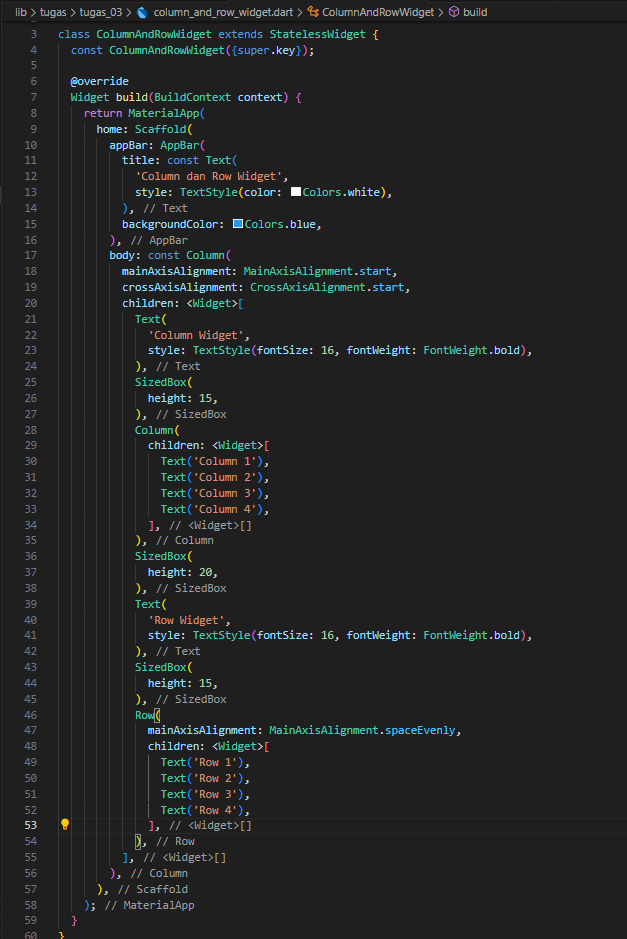 lib > tugas > tugas_03 > column_and_row_widget.dart > ColumnAndRowWidget > build
3 class ColumnAndRowWidget extends StatelessWidget {
4   const ColumnAndRowWidget({super.key});
5
6   @override
7   Widget build(BuildContext context) {
8     return MaterialApp(
9       home: Scaffold(
10         appBar: AppBar(
11           title: const Text(
12             'Column dan Row Widget',
13             style: TextStyle(color: Colors.white),
14           ), // Text
15           backgroundColor: Colors.blue,
16         ), // AppBar
17         body: const Column(
18           mainAxisAlignment: MainAxisAlignment.start,
19           crossAxisAlignment: CrossAxisAlignment.start,
20           children: <Widget>[
21             Text(
22               'Column Widget',
23               style: TextStyle(fontSize: 16, fontWeight: FontWeight.bold),
24             ), // Text
25             SizedBox(
26               height: 15,
27             ), // SizedBox
28             Column(
29               children: <Widget>[
30                 Text('Column 1'),
31                 Text('Column 2'),
32                 Text('Column 3'),
33                 Text('Column 4'),
34               ], // <Widget>[]
35             ), // Column
36             SizedBox(
37               height: 20,
38             ), // SizedBox
39             Text(
40               'Row Widget',
41               style: TextStyle(fontSize: 16, fontWeight: FontWeight.bold),
42             ), // Text
43             SizedBox(
44               height: 15,
45             ), // SizedBox
46             Row(
47               mainAxisAlignment: MainAxisAlignment.spaceEvenly,
48               children: <Widget>[
49                 Text('Row 1'),
50                 Text('Row 2'),
51                 Text('Row 3'),
52                 Text('Row 4'),
53               ], // <Widget>[]
54             ), // Row
55           ], // <Widget>[]
56         ), // Column
57       ), // Scaffold
58     ); // MaterialApp
59   }
60 }